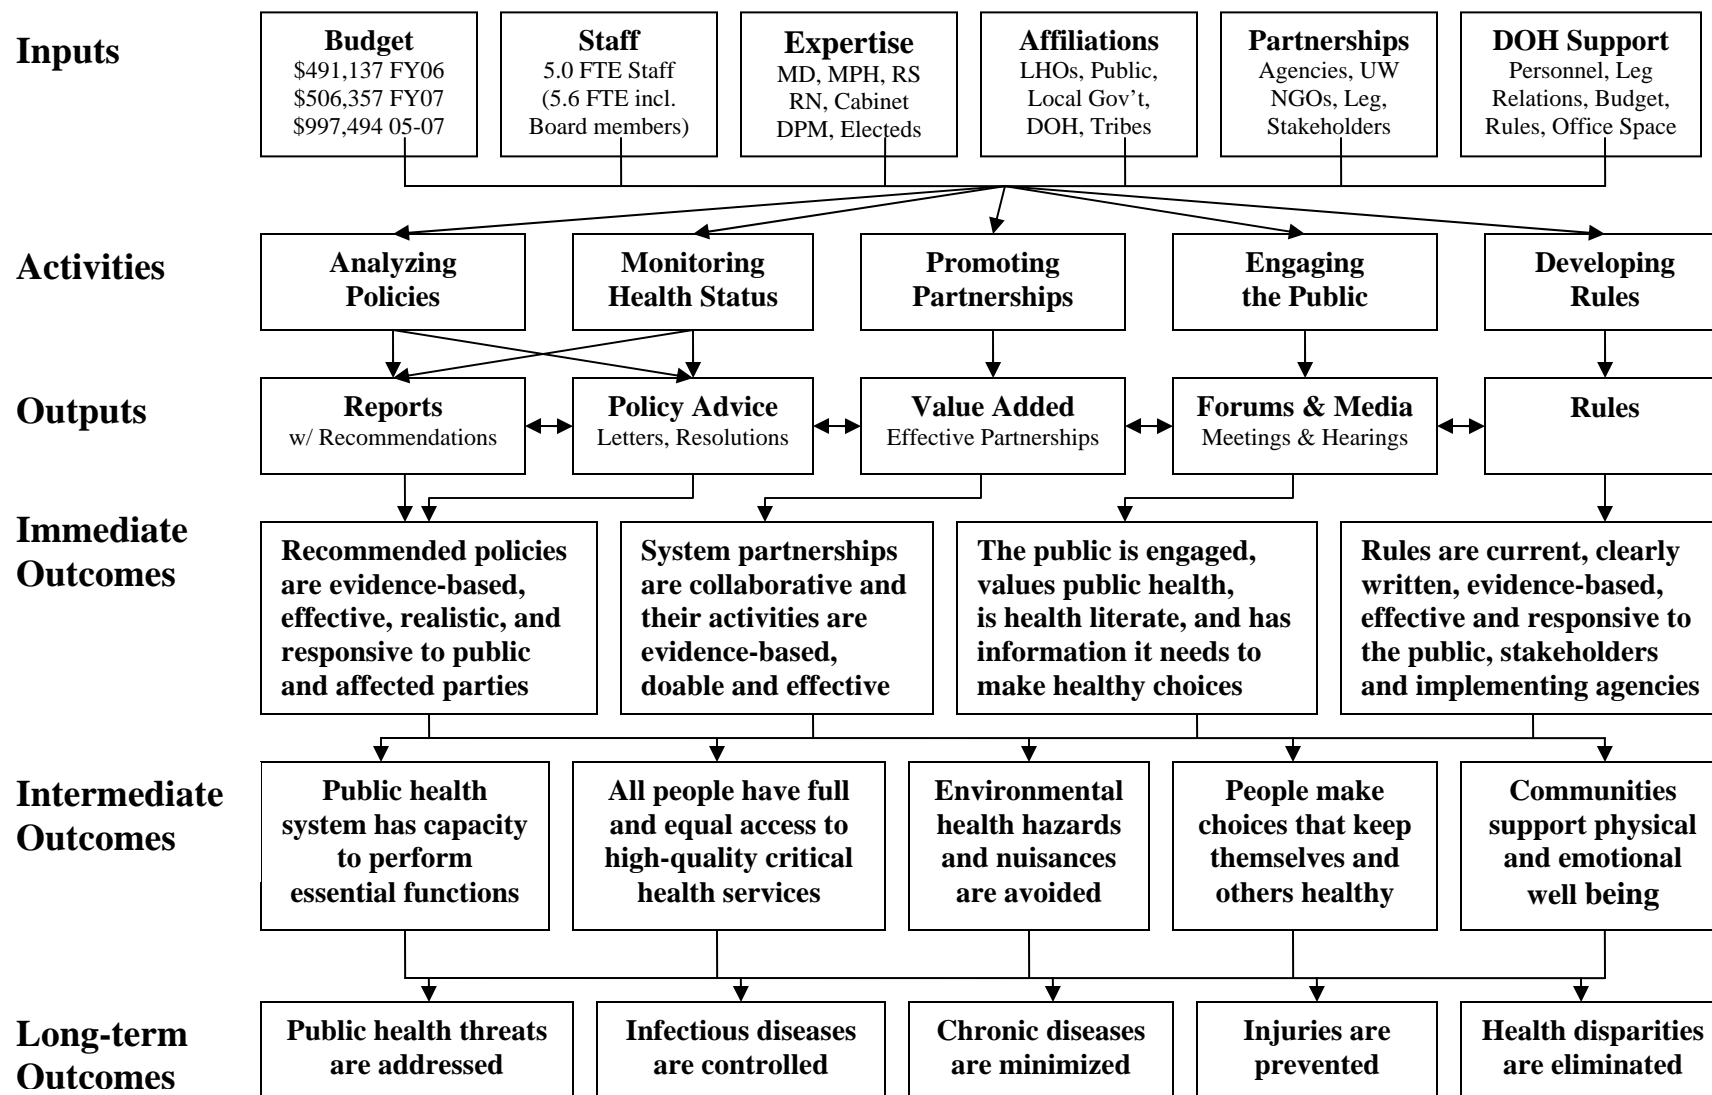 Inputs
Budget
$491,137 FY06
$506,357 FY07
$997,494 05-07
Staff
5.0 FTE Staff
(5.6 FTE incl.
Board members)
Expertise
MD, MPH, RS
RN, Cabinet
DPM, Electeds
Affiliations
LHOs, Public,
Local Gov’t,
DOH, Tribes
Partnerships
Agencies, UW
NGOs, Leg,
Stakeholders
DOH Support
Personnel, Leg
Relations, Budget,
Rules, Office Space
Activities
Analyzing
Policies
Monitoring
Health Status
Promoting
Partnerships
Engaging
the Public
Developing
Rules
Outputs
Reports
w/ Recommendations
Policy Advice
Letters, Resolutions
Value Added
Effective Partnerships
Forums & Media
Meetings & Hearings
Rules
Immediate
Outcomes
Recommended policies
are evidence-based,
effective, realistic, and
responsive to public
and affected parties
System partnerships
are collaborative and
their activities are
evidence-based,
doable and effective
The public is engaged,
values public health,
is health literate, and has
information it needs to
make healthy choices
Rules are current, clearly
written, evidence-based,
effective and responsive to
the public, stakeholders
and implementing agencies
Intermediate
Outcomes
Public health
system has capacity
to perform
essential functions
All people have full
and equal access to
high-quality critical
health services
Environmental
health hazards
and nuisances
are avoided
People make
choices that keep
themselves and
others healthy
Communities
support physical
and emotional
well being
Long-term
Outcomes
Public health threats
are addressed
Infectious diseases
are controlled
Chronic diseases
are minimized
Injuries are
prevented
Health disparities
are eliminated